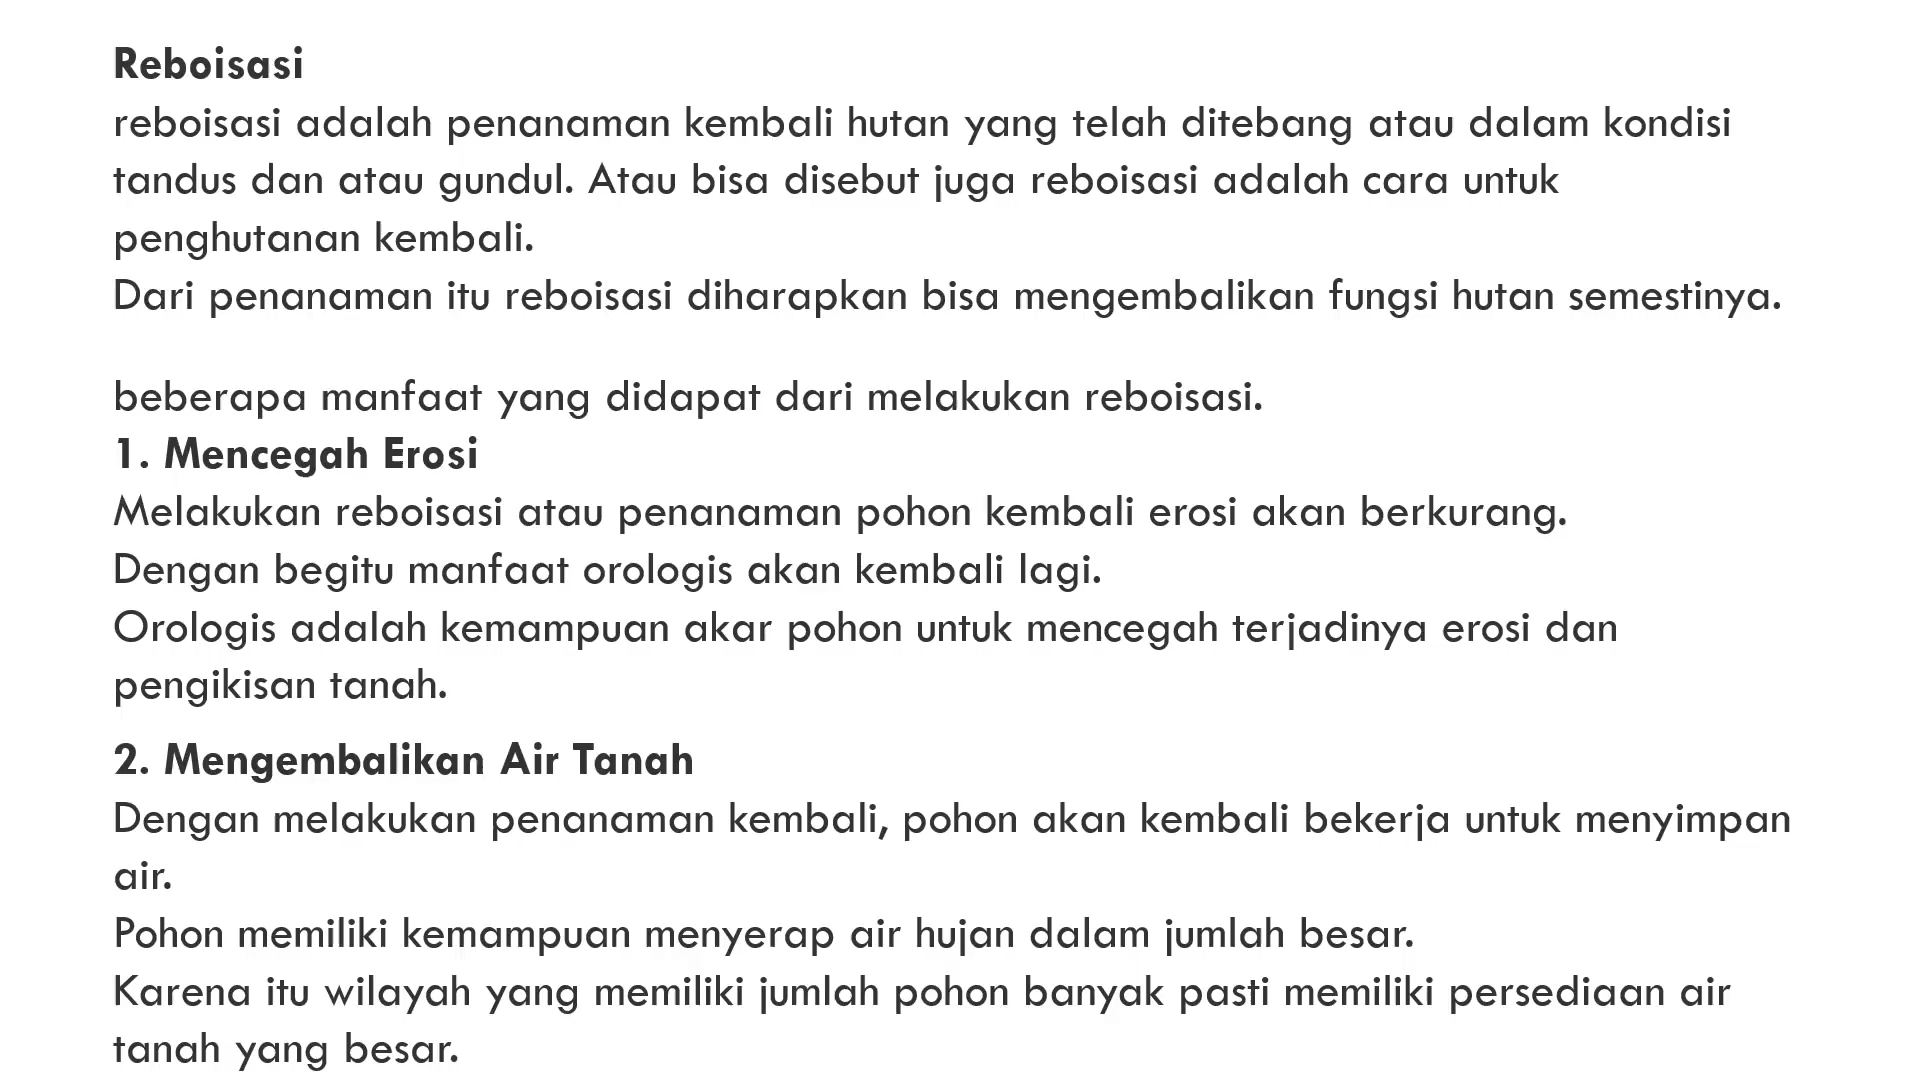 Reboisasi
reboisasi adalah penanaman kembali hutan yang telah ditebang atau dalam kondisi
tandus dan atau gundul. Atau bisa disebut juga reboisasi adalah cara untuk
penghutanan kembali.
Dari penanaman itu reboisasi diharapkan bisa mengembalikan fungsi hutan semestinya.
beberapa manfaat yang didapat dari melakukan reboisasi.
1. Mencegah Erosi
Melakukan reboisasi atau penanaman pohon kembali erosi akan berkurang.
Dengan begitu manfaat orologis akan kembali lagi.
Orologis adalah kemampuan akar pohon untuk mencegah terjadinya erosi dan
pengikisan tanah.
2. Mengembalikan Air Tanah
Dengan melakukan penanaman kembali, pohon akan kembali bekerja untuk menyimpan
air.
Pohon memiliki kemampuan menyerap air hujan dalam jumlah besar.
Karena itu wilayah yang memiliki jumlah pohon banyak pasti memiliki persediaan air
tanah yang besar.